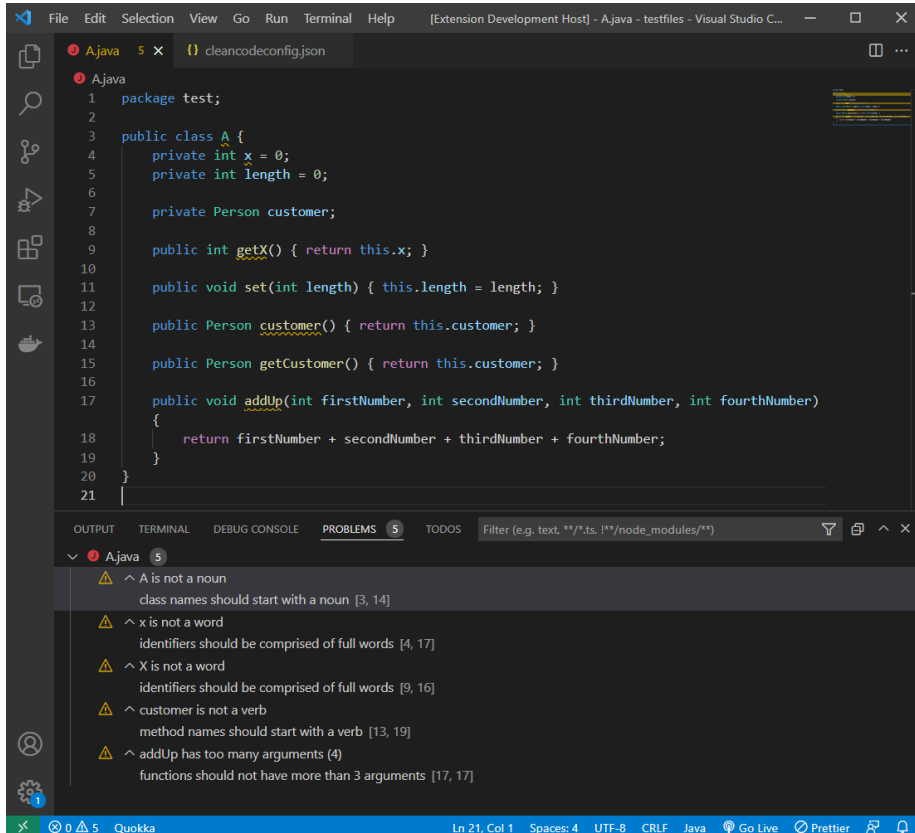 File Edit Selection View Go Run Terminal Help [Extension Development Host] - A.java - testfiles - Visual Studio C...
A.java 5 {} cleancodeconfig.json
A.java
1 package test;
2
3 public class A {
4 private int x = 0;
5 private int length = 0;
6
7 private Person customer;
8
9 public int getX() { return this.x; }
10
11 public void set(int length) { this.length = length; }
12
13 public Person customer() { return this.customer; }
14
15 public Person getCustomer() { return this.customer; }
16
17 public void addUp(int firstNumber, int secondNumber, int thirdNumber, int fourthNumber)
{
18 return firstNumber + secondNumber + thirdNumber + fourthNumber;
19 }
20 }
21
OUTPUT TERMINAL DEBUG CONSOLE PROBLEMS 5 TODOS Filter (e.g. text, **/*.ts, !**/node_modules/**)
A.java 5
A is not a noun
class names should start with a noun [3, 14]
x is not a word
identifiers should be comprised of full words [4, 17]
X is not a word
identifiers should be comprised of full words [9, 16]
customer is not a verb
method names should start with a verb [13, 19]
addUp has too many arguments (4)
functions should not have more than 3 arguments [17, 17]
1
0 5 Quokka Ln 21, Col 1 Spaces: 4 UTF-8 CRLF Java Go Live Prettier